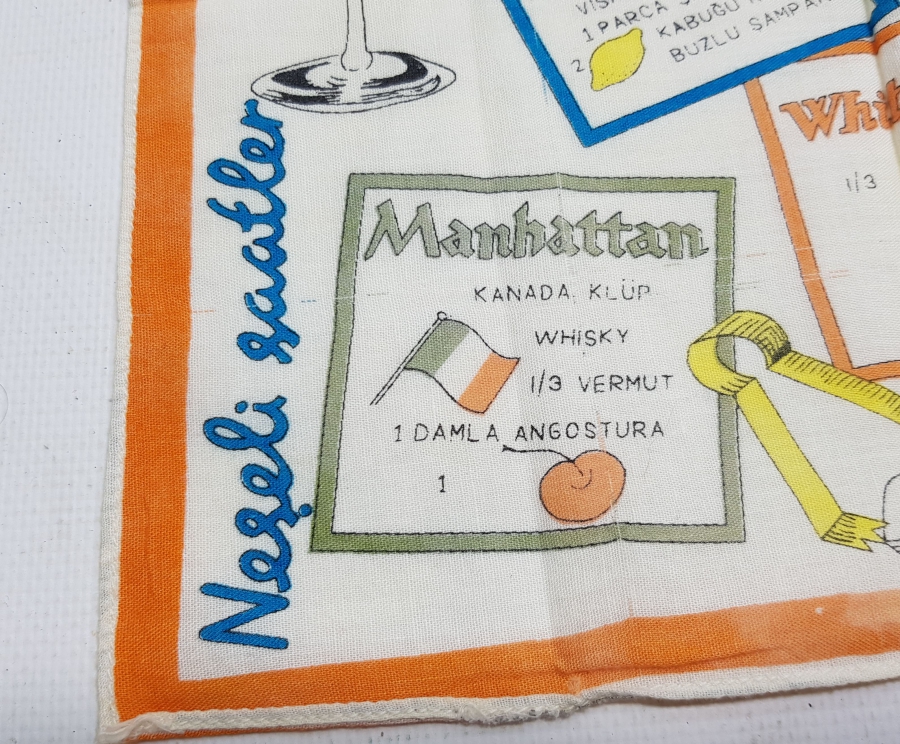 1 PARÇA
2 KABUĞU
BUZLU ŞAMPAN
1/3
Neşeli saatler
Manhattan
KANADA KLÜP
WHISKY
1/3 VERMUT
1 DAMLA ANGOSTURA
1